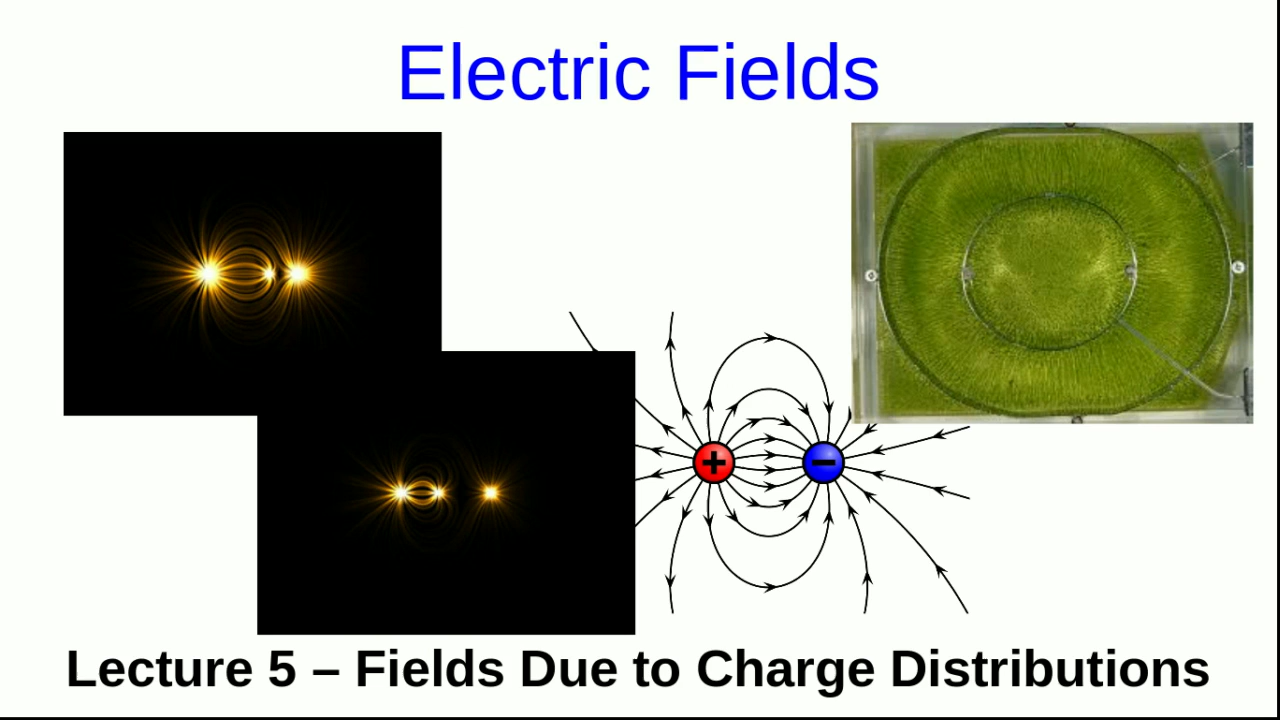 Electric Fields
+ −
Lecture 5 – Fields Due to Charge Distributions